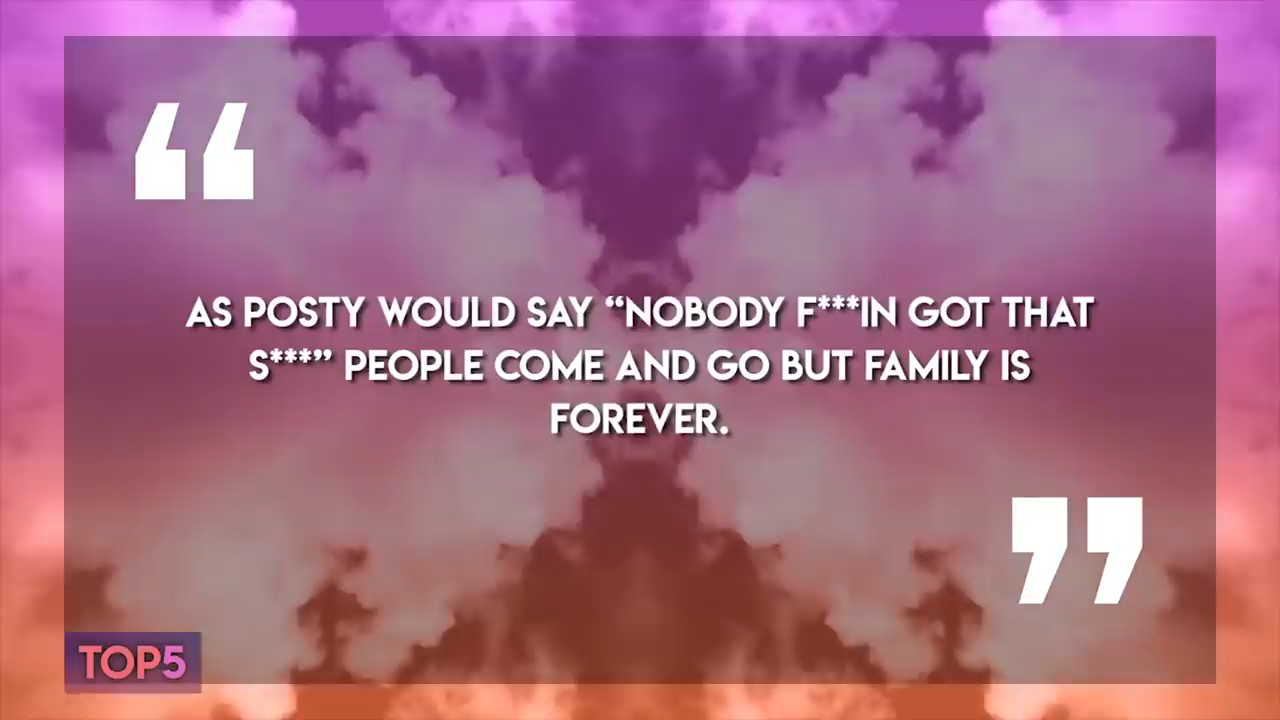 “
AS POSTY WOULD SAY “NOBODY F***IN GOT THAT
S***” PEOPLE COME AND GO BUT FAMILY IS
FOREVER.
”
TOP5